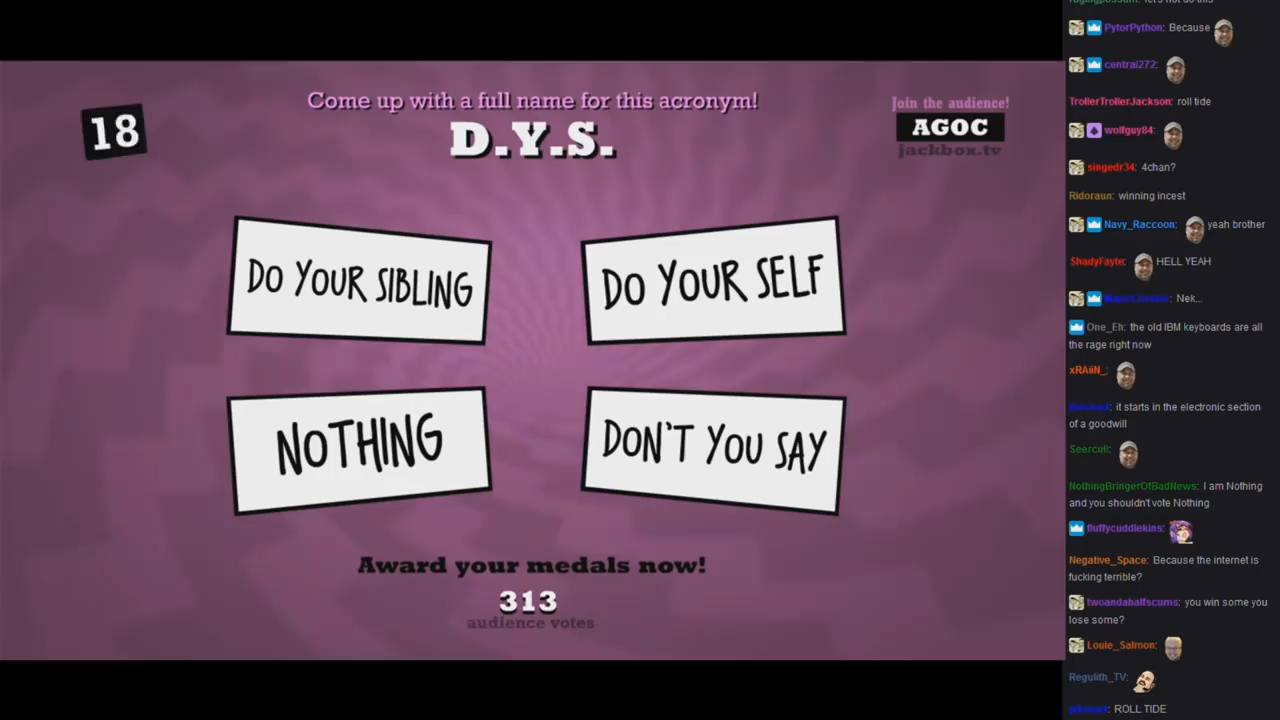 18
Come up with a full name for this acronym!
D.Y.S.
Join the audience!
AGOC
jackbox.tv
DO YOUR SIBLING
DO YOUR SELF
NOTHING
DON'T YOU SAY
Award your medals now!
313
audience votes
PytorPython: Because
central272:
TrollerTrollerJackson: roll tide
wolfguy84:
singedr34: 4chan?
Ridoraun: winning incest
Navy_Raccoon: yeah brother
ShadyFayte: HELL YEAH
: Nek...
One_Eh: the old IBM keyboards are all
the rage right now
xRAiiN_:
: it starts in the electronic section
of a goodwill
Seercull:
NothingBringerOfBadNews: I am Nothing
and you shouldn't vote Nothing
fluffycuddlekins:
Negative_Space: Because the internet is
fucking terrible?
twoandahalfscums: you win some you
lose some?
Louie_Salmon:
Regulith_TV:
: ROLL TIDE